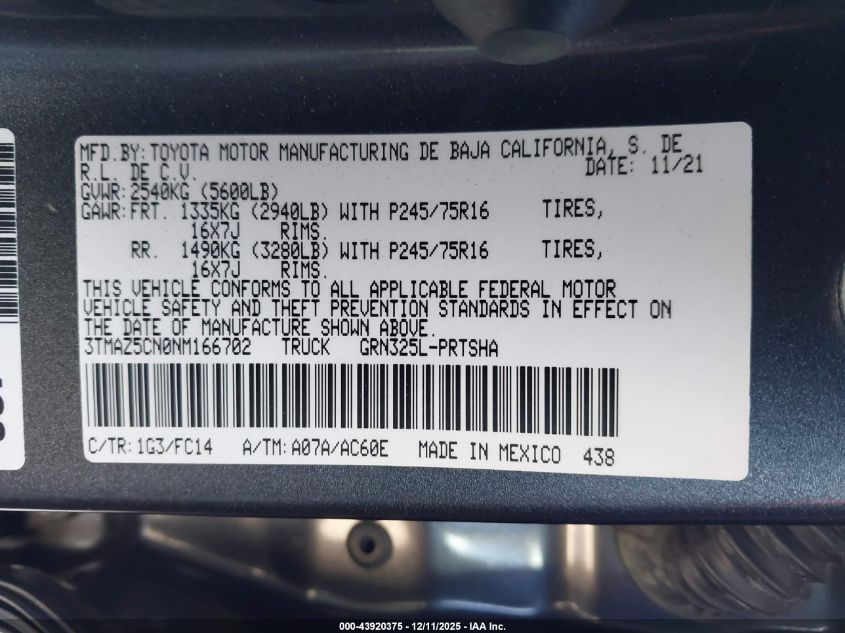 MFD.BY:TOYOTA MOTOR MANUFACTURING DE BAJA CALIFORNIA, S. DE
R.L. DE C.V. DATE: 11/21
GVWR:2540KG (5600LB)
GAWR:FRT. 1335KG (2940LB) WITH P245/75R16 TIRES,
16X7J RIMS.
RR. 1490KG (3280LB) WITH P245/75R16 TIRES,
16X7J RIMS.
THIS VEHICLE CONFORMS TO ALL APPLICABLE FEDERAL MOTOR
VEHICLE SAFETY AND THEFT PREVENTION STANDARDS IN EFFECT ON
THE DATE OF MANUFACTURE SHOWN ABOVE.
3TMAZ5CN0NM166702 TRUCK GRN325L-PRTSHA
C/TR:1G3/FC14 A/TM:A07A/AC60E MADE IN MEXICO 438
000-43920375 - 12/11/2025 - IAA Inc.